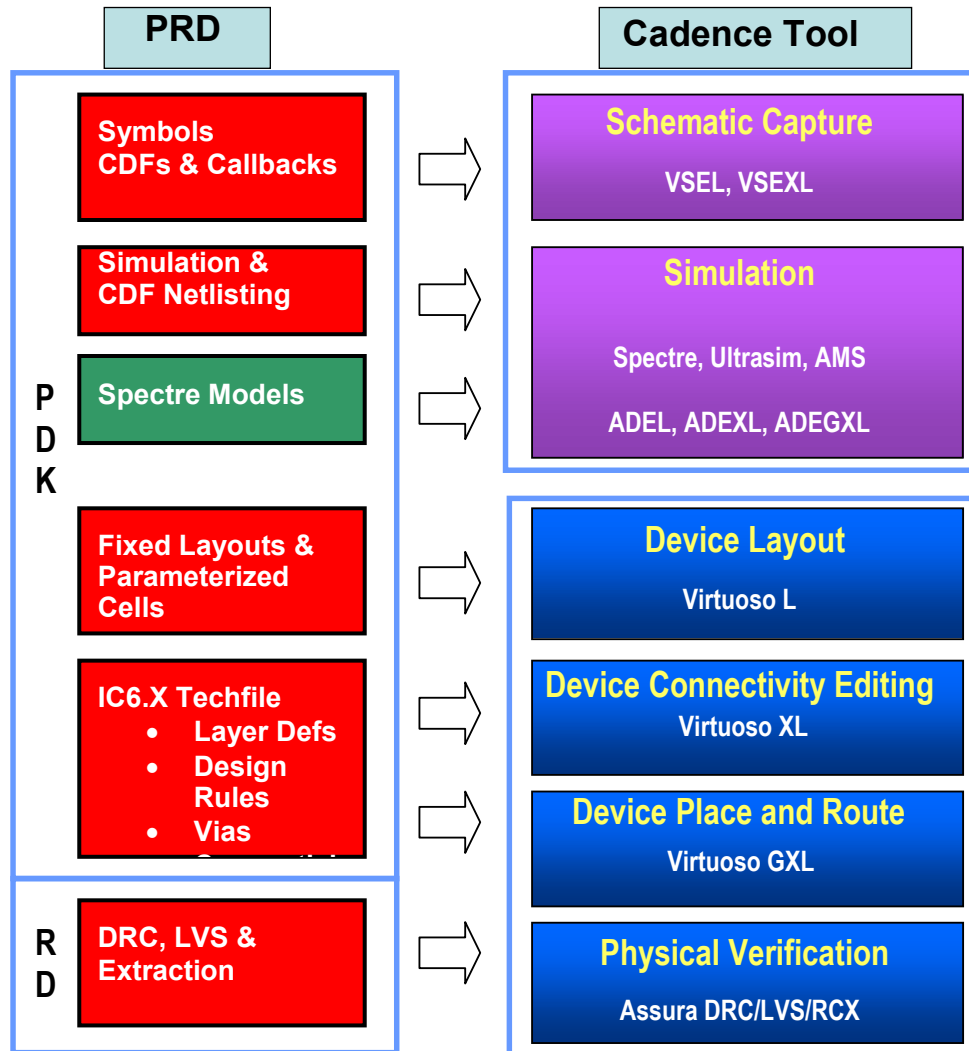 PRD
Cadence Tool
Symbols
CDFs & Callbacks
Schematic Capture
VSEL, VSEXL
Simulation &
CDF Netlisting
Simulation
Spectre, Ultrasim, AMS
ADEL, ADEXL, ADEGXL
Spectre Models
P
D
K
Fixed Layouts &
Parameterized
Cells
Device Layout
Virtuoso L
IC6.X Techfile
• Layer Defs
• Design
Rules
• Vias
Device Connectivity Editing
Virtuoso XL
Device Place and Route
Virtuoso GXL
R
D
DRC, LVS &
Extraction
Physical Verification
Assura DRC/LVS/RCX